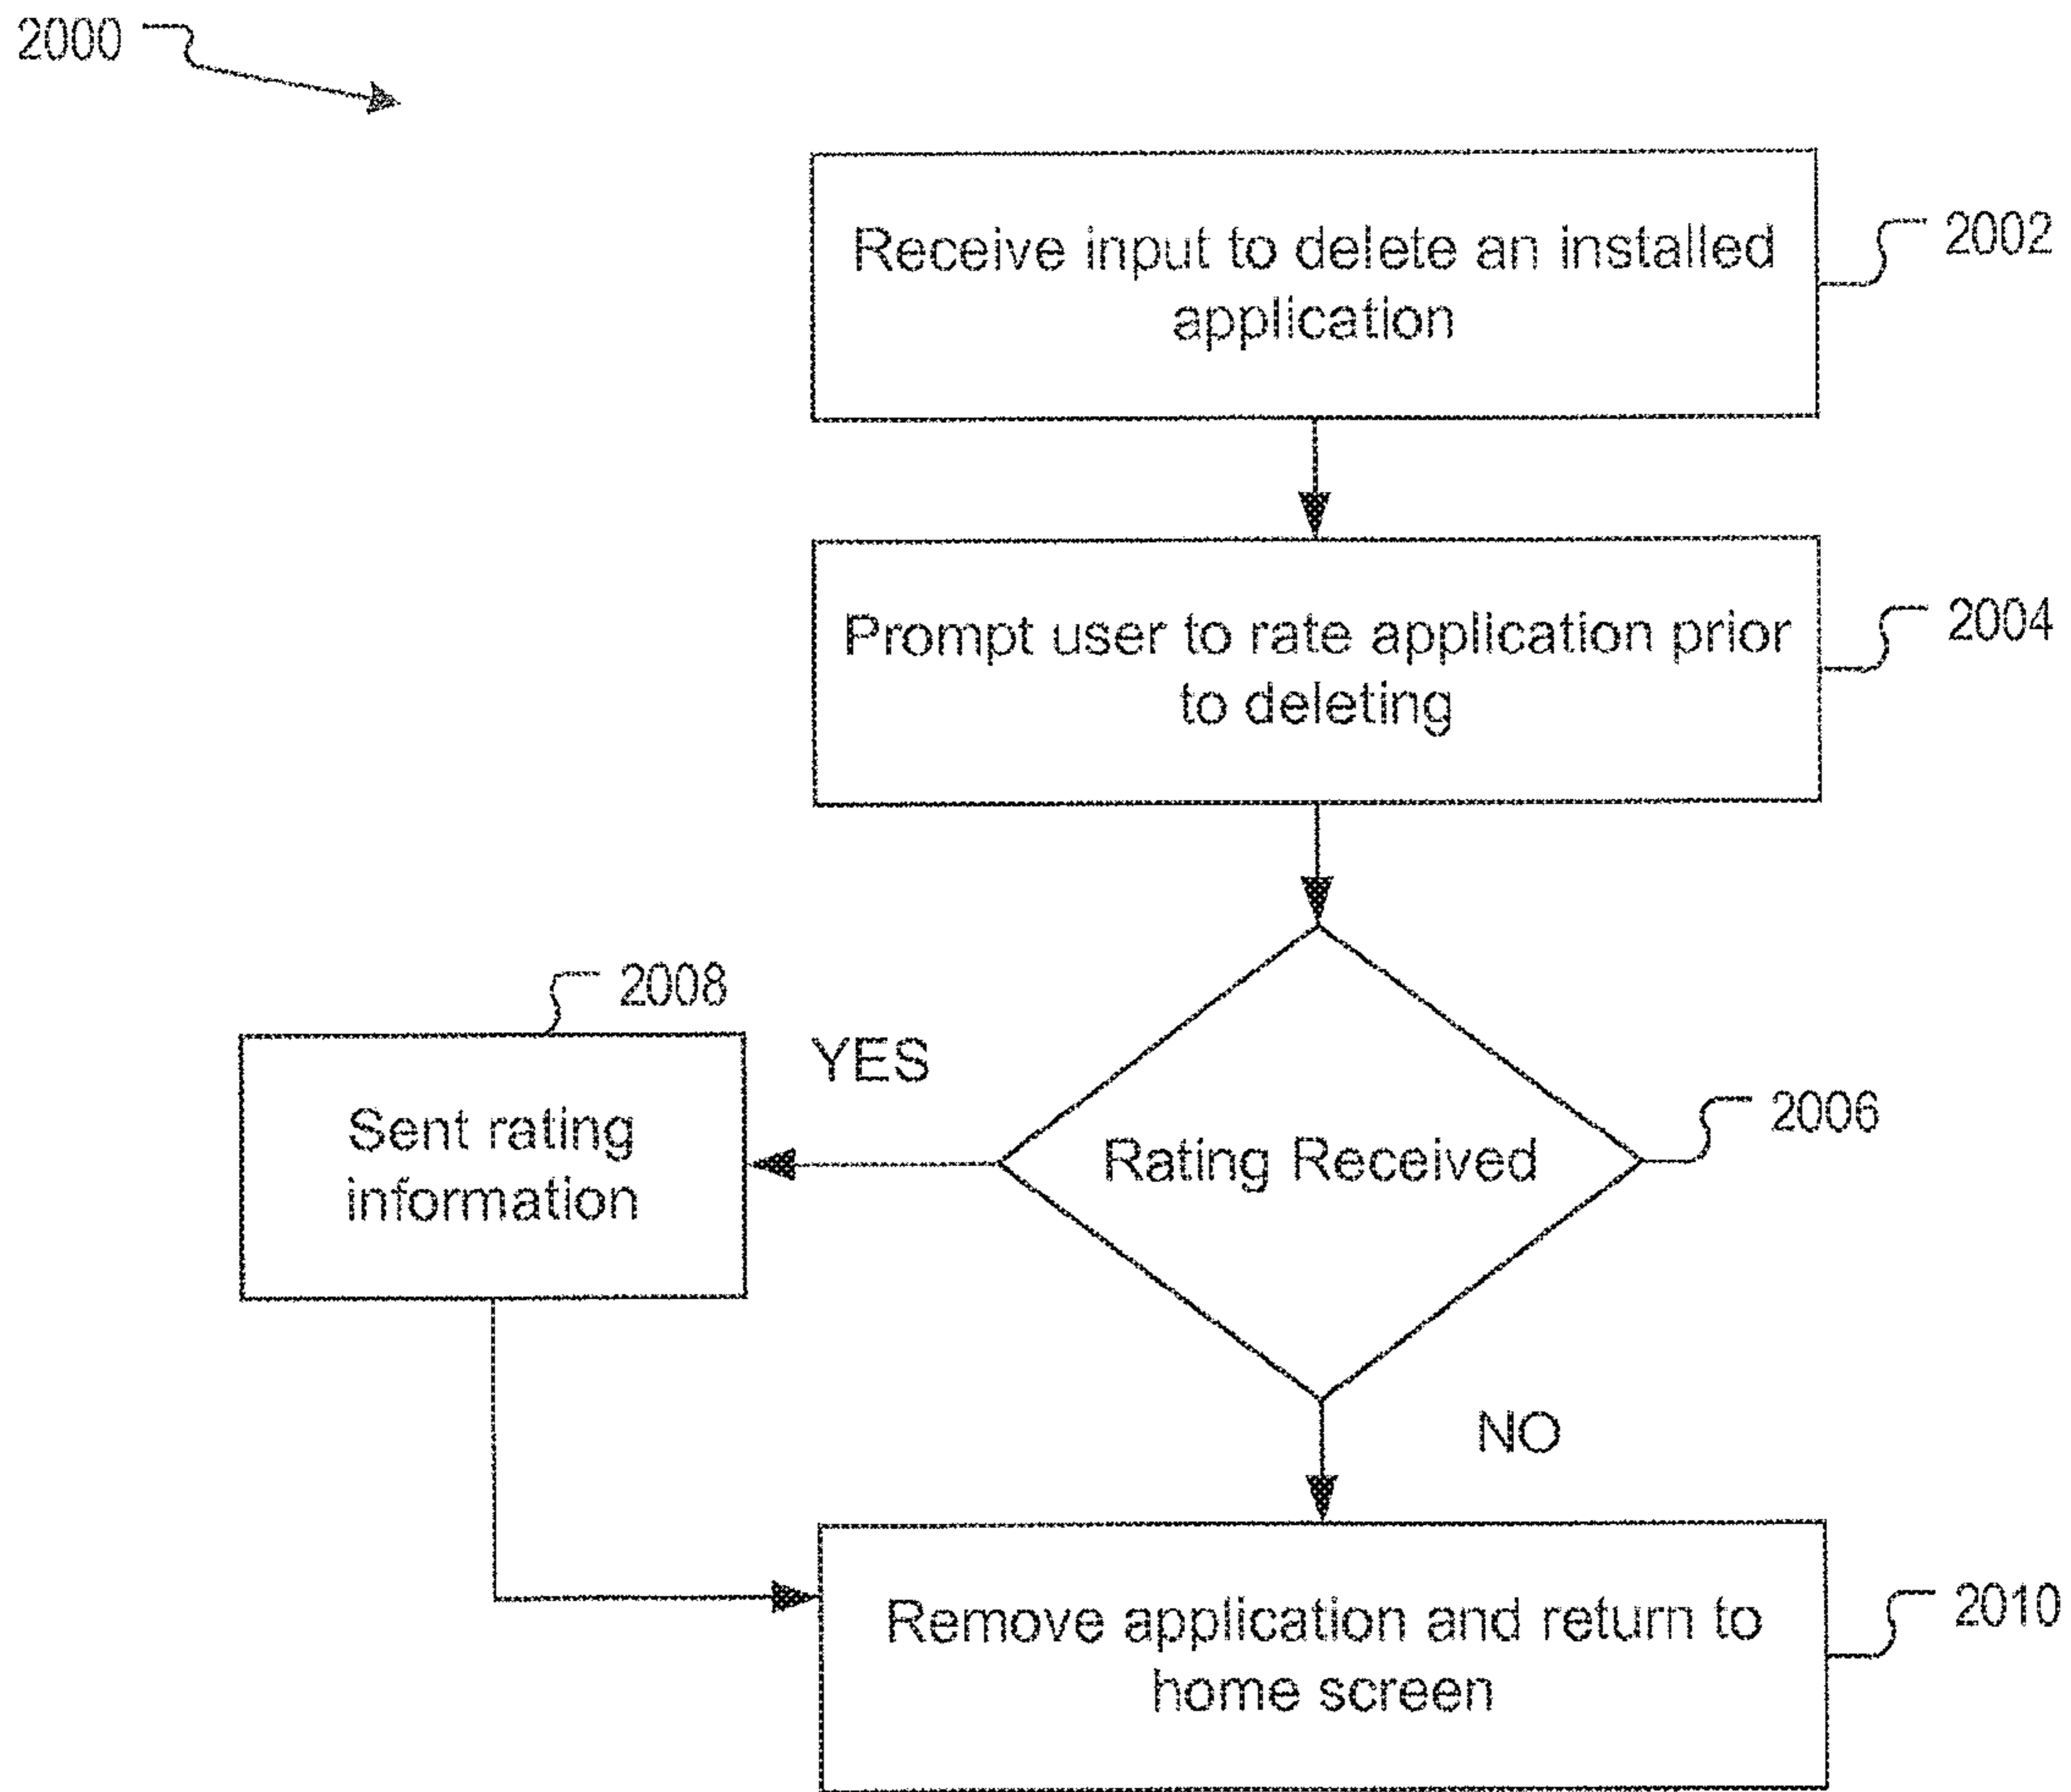 2000
Receive input to delete an installed
application
2002
Prompt user to rate application prior
to deleting
2004
2008
YES
Sent rating
information
Rating Received
2006
NO
Remove application and return to
home screen
2010